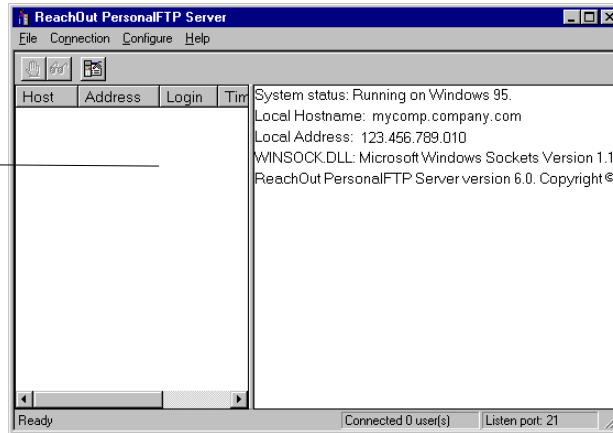 ReachOut PersonalFTP Server
File Connection Configure Help
Host Address Login Tim
System status: Running on Windows 95.
Local Hostname: mycomp.company.com
Local Address: 123.456.789.010
WINSOCK.DLL: Microsoft Windows Sockets Version 1.1
ReachOut PersonalFTP Server version 6.0. Copyright ©
Ready Connected 0 user(s) Listen port: 21